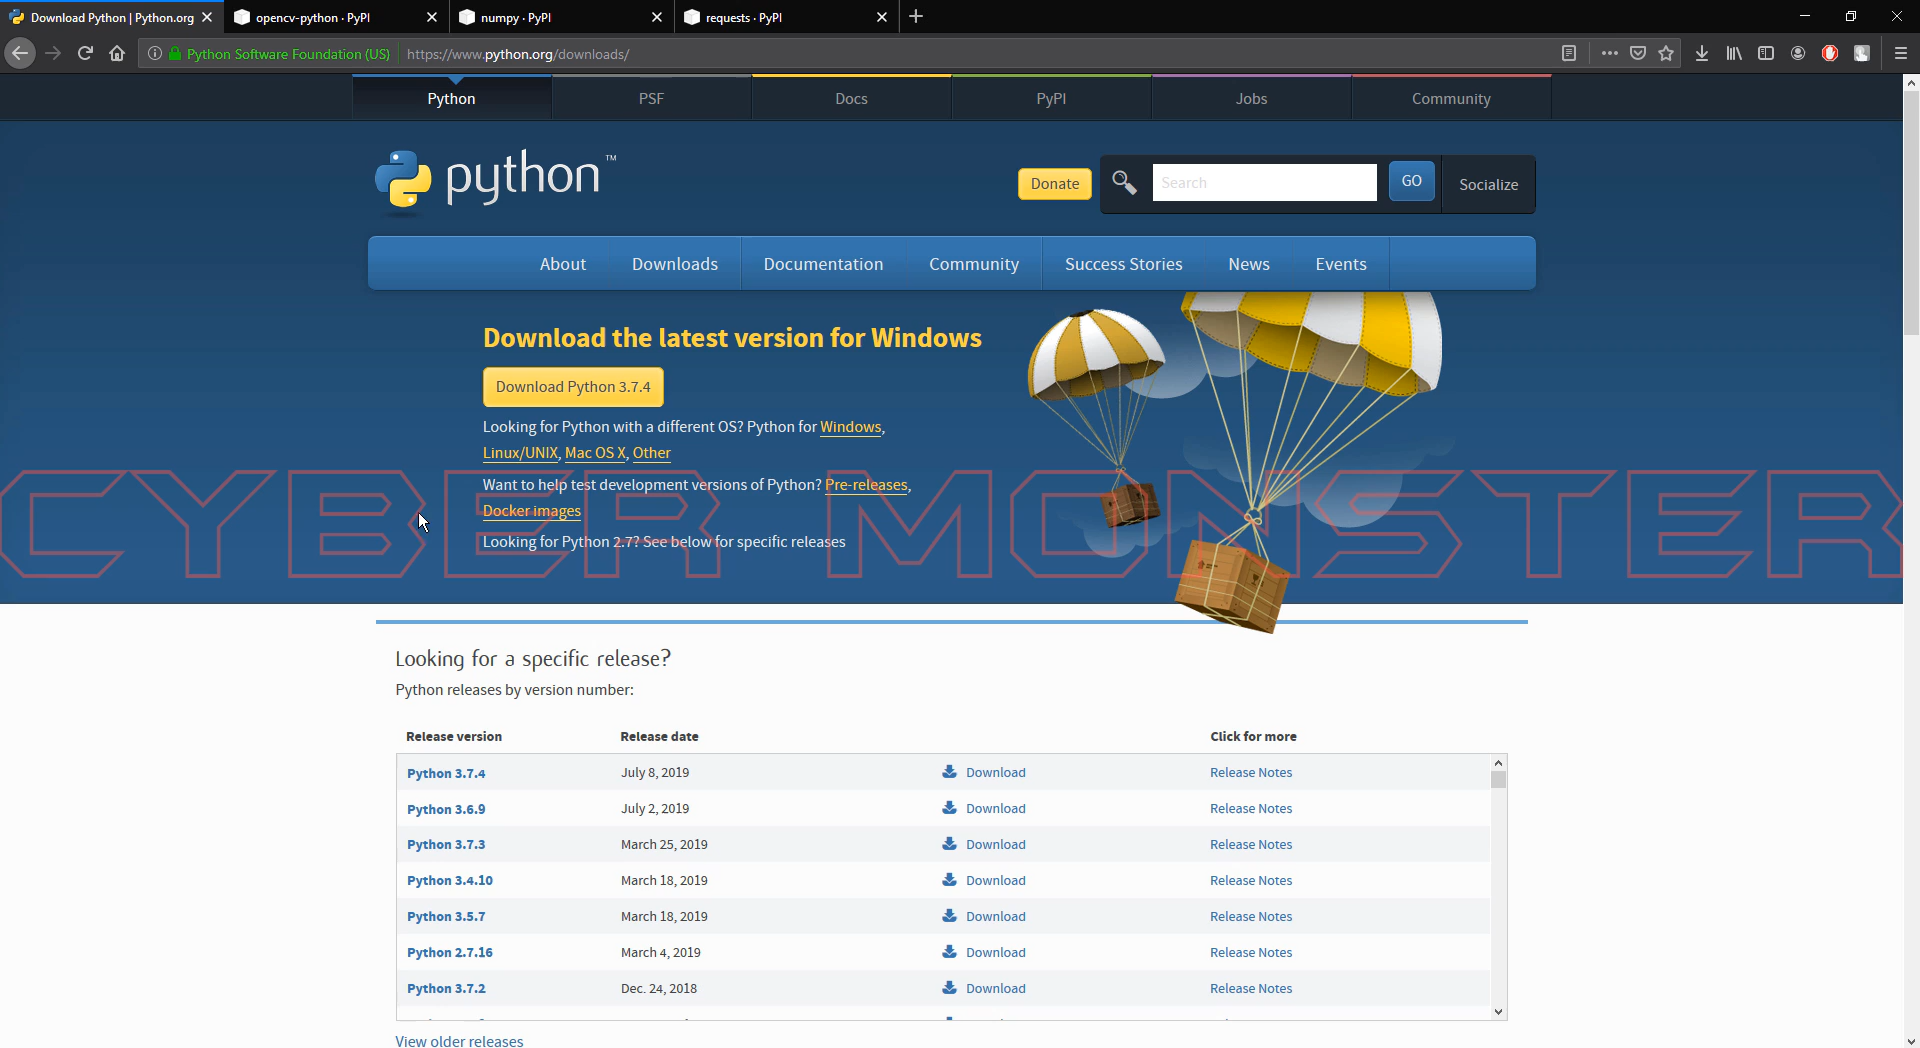 Download Python | Python.org
opencv-python · PyPI
numpy · PyPI
requests · PyPI
Python Software Foundation (US)
https://www.python.org/downloads/
Python
PSF
Docs
PyPI
Jobs
Community
python™
Donate
Search
GO
Socialize
About
Downloads
Documentation
Community
Success Stories
News
Events
Download the latest version for Windows
Download Python 3.7.4
Looking for Python with a different OS? Python for Windows,
Linux/UNIX, Mac OS X, Other
Want to help test development versions of Python? Pre-releases,
Docker images
Looking for Python 2.7? See below for specific releases
CYBER MONSTER
Looking for a specific release?
Python releases by version number:
Release version Release date Click for more
Python 3.7.4 July 8, 2019 Download Release Notes
Python 3.6.9 July 2, 2019 Download Release Notes
Python 3.7.3 March 25, 2019 Download Release Notes
Python 3.4.10 March 18, 2019 Download Release Notes
Python 3.5.7 March 18, 2019 Download Release Notes
Python 2.7.16 March 4, 2019 Download Release Notes
Python 3.7.2 Dec. 24, 2018 Download Release Notes
View older releases